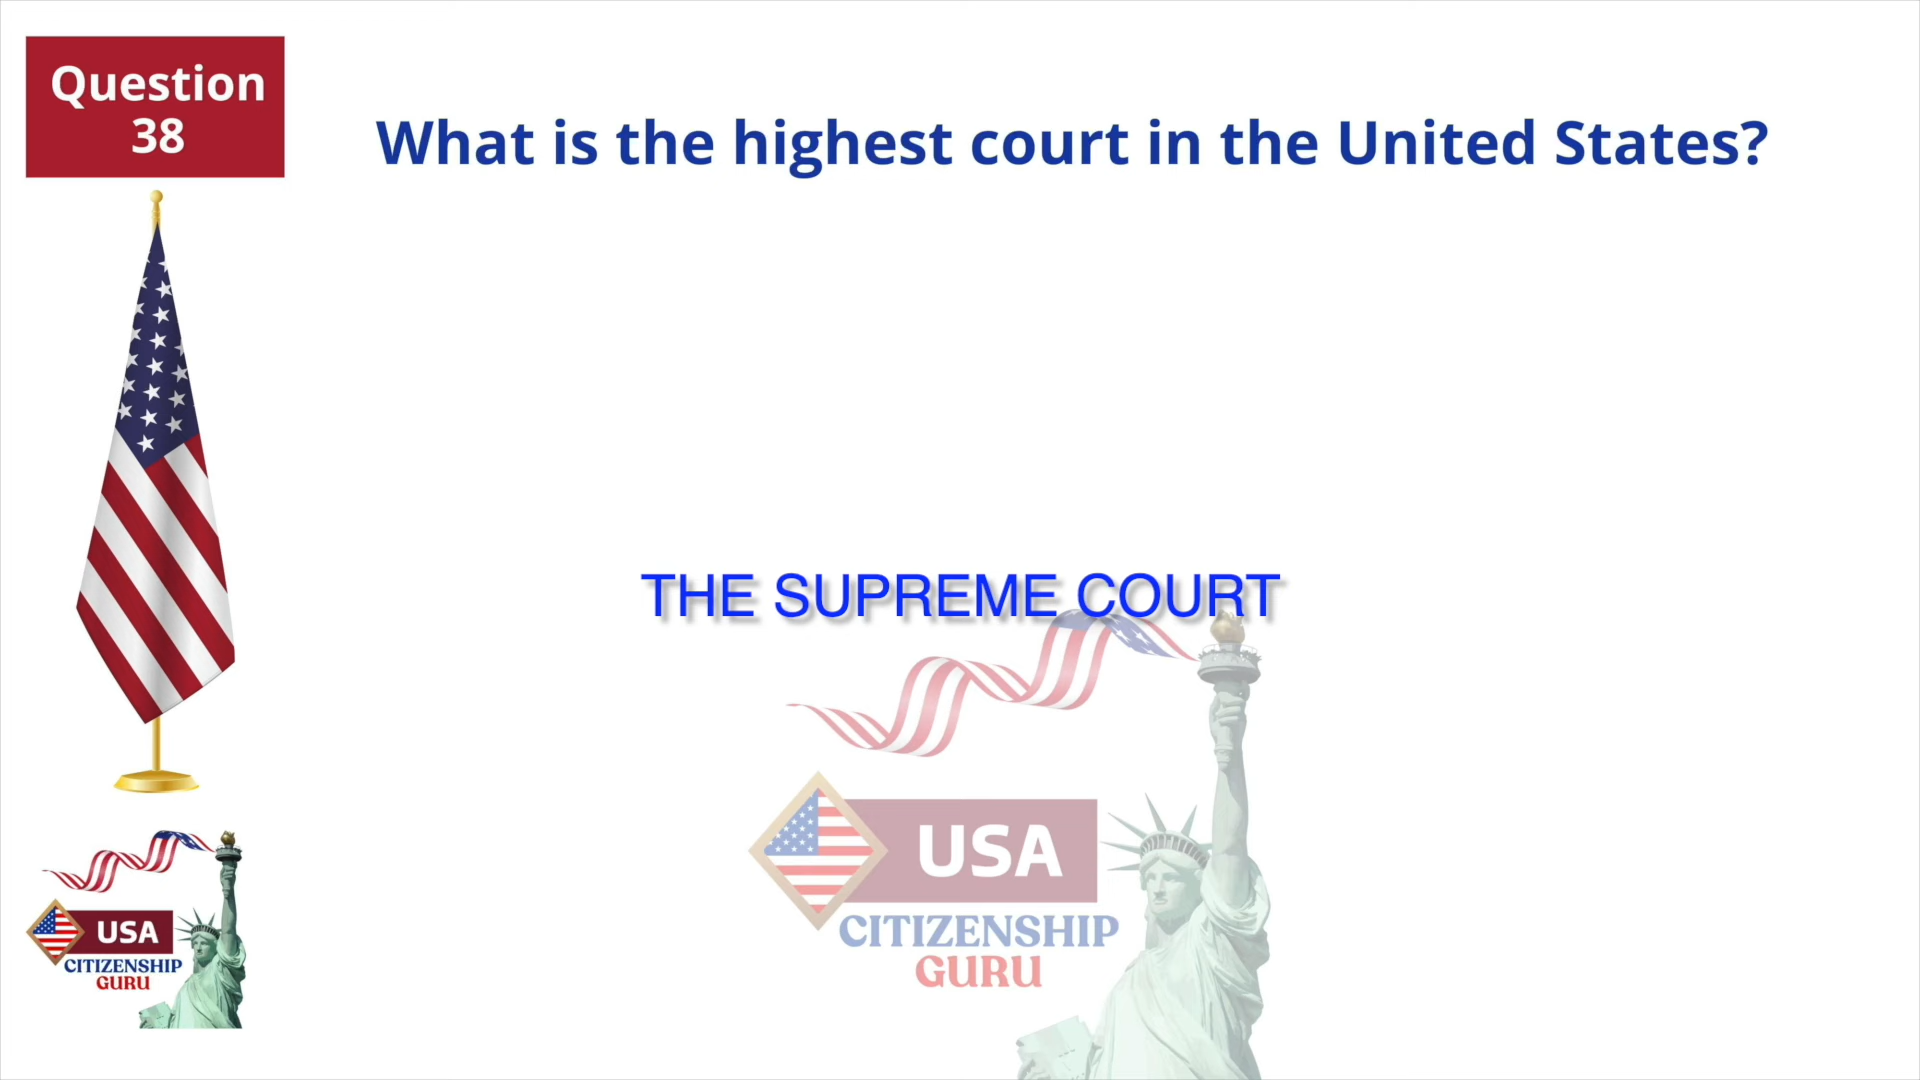 Question
38
What is the highest court in the United States?
THE SUPREME COURT
USA
CITIZENSHIP
GURU
USA
CITIZENSHIP
GURU